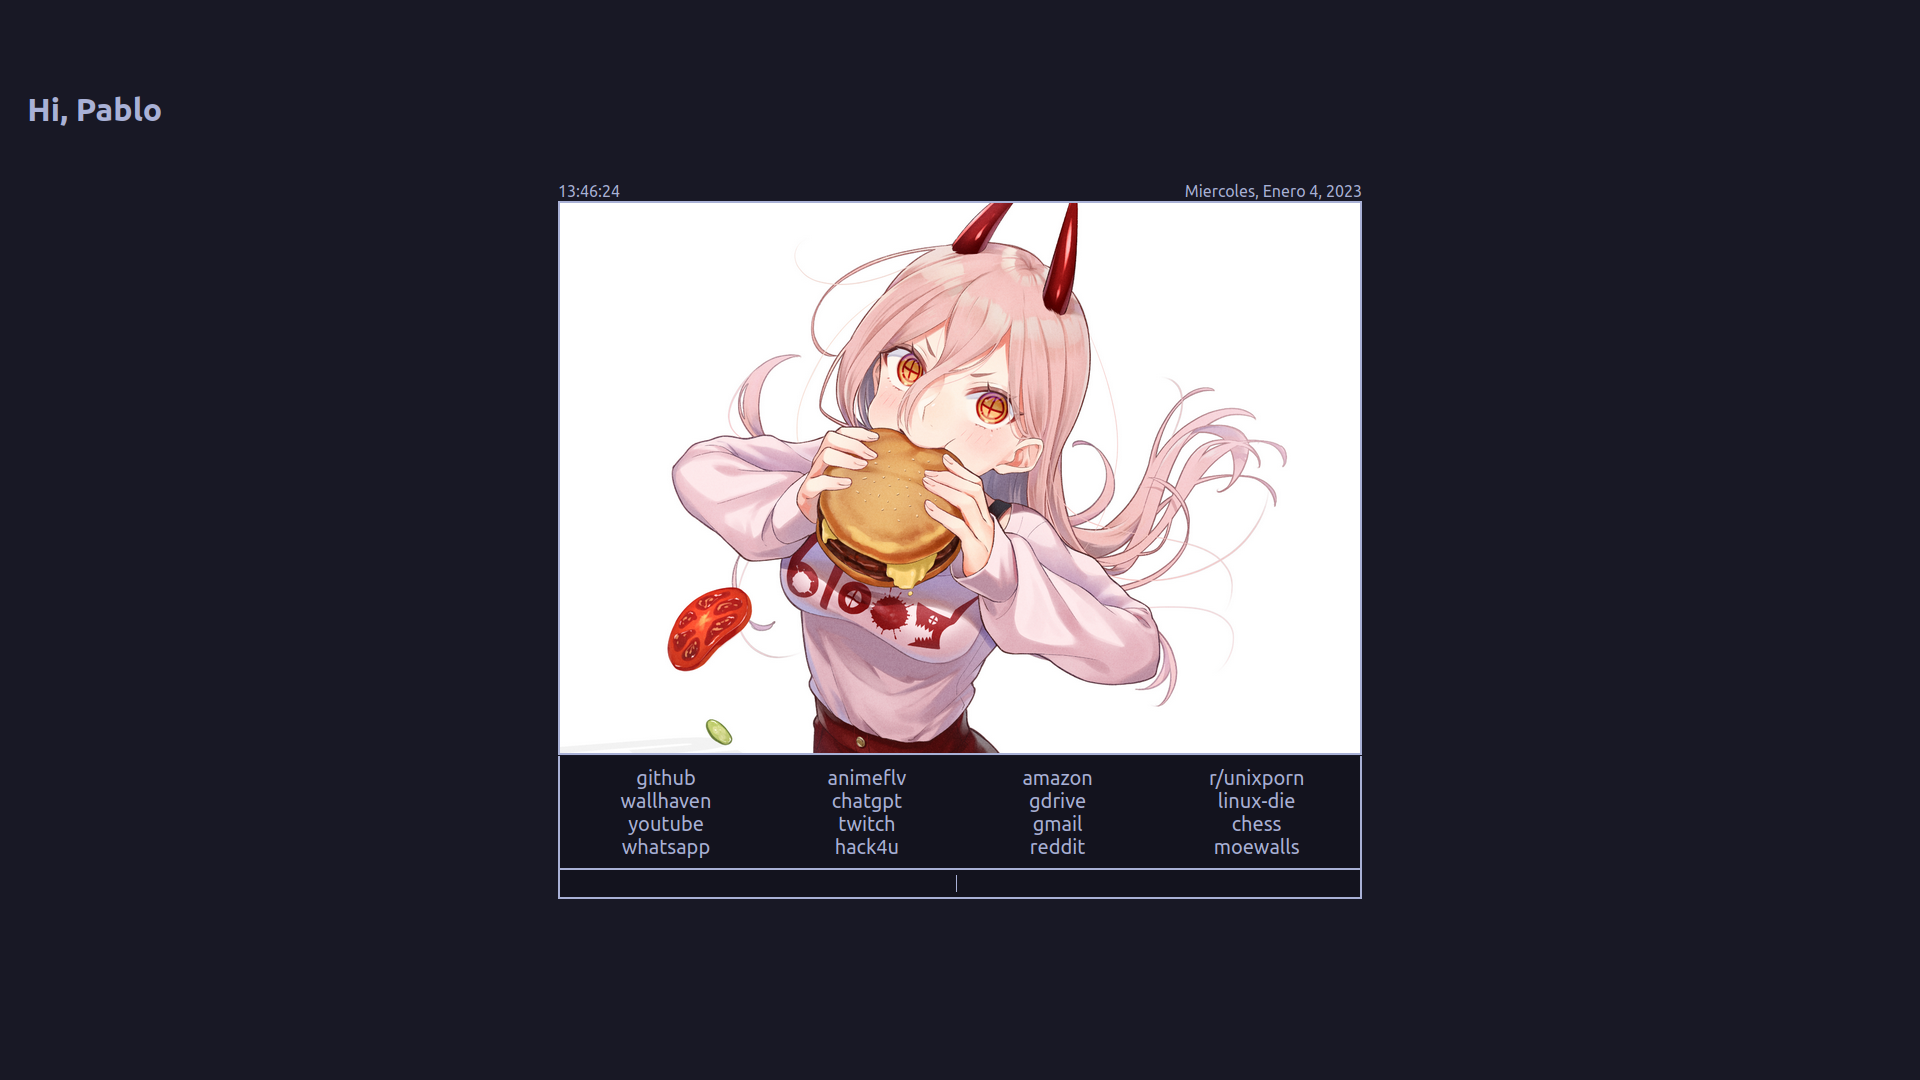 Hi, Pablo
13:46:24 Miercoles, Enero 4, 2023
blooy
github animeflv amazon r/unixporn
wallhaven chatgpt gdrive linux-die
youtube twitch gmail chess
whatsapp hack4u reddit moewalls